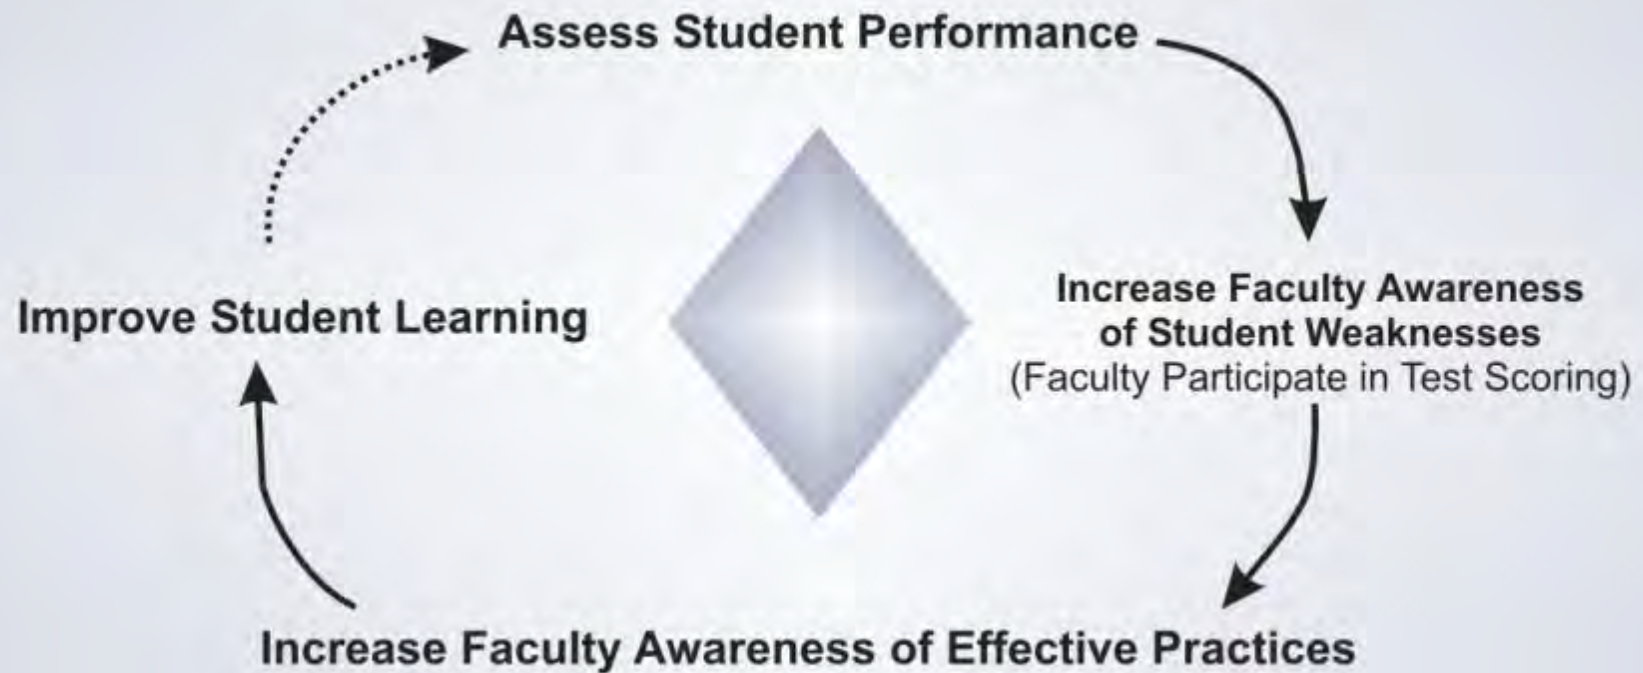 Assess Student Performance
Increase Faculty Awareness
of Student Weaknesses
(Faculty Participate in Test Scoring)
Increase Faculty Awareness of Effective Practices
Improve Student Learning